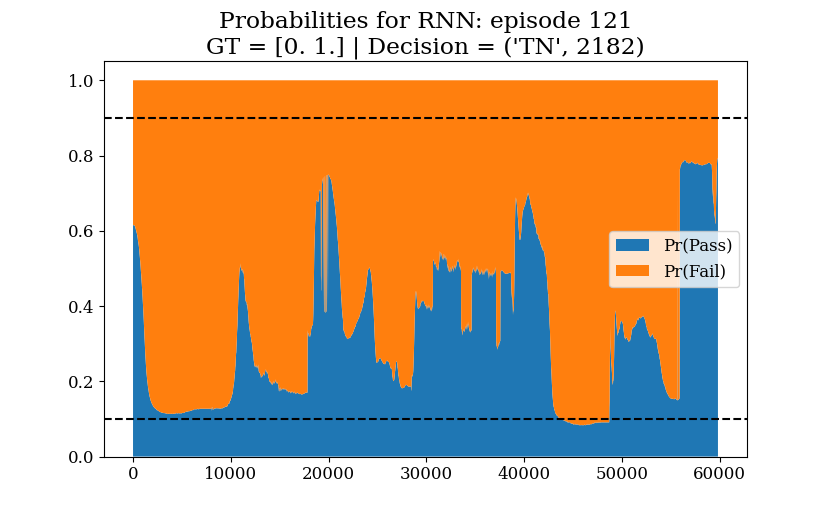 Probabilities for RNN: episode 121
GT = [0. 1.] | Decision = ('TN', 2182)
1.0
0.8
0.6
0.4
0.2
0.0
Pr(Pass)
Pr(Fail)
0 10000 20000 30000 40000 50000 60000